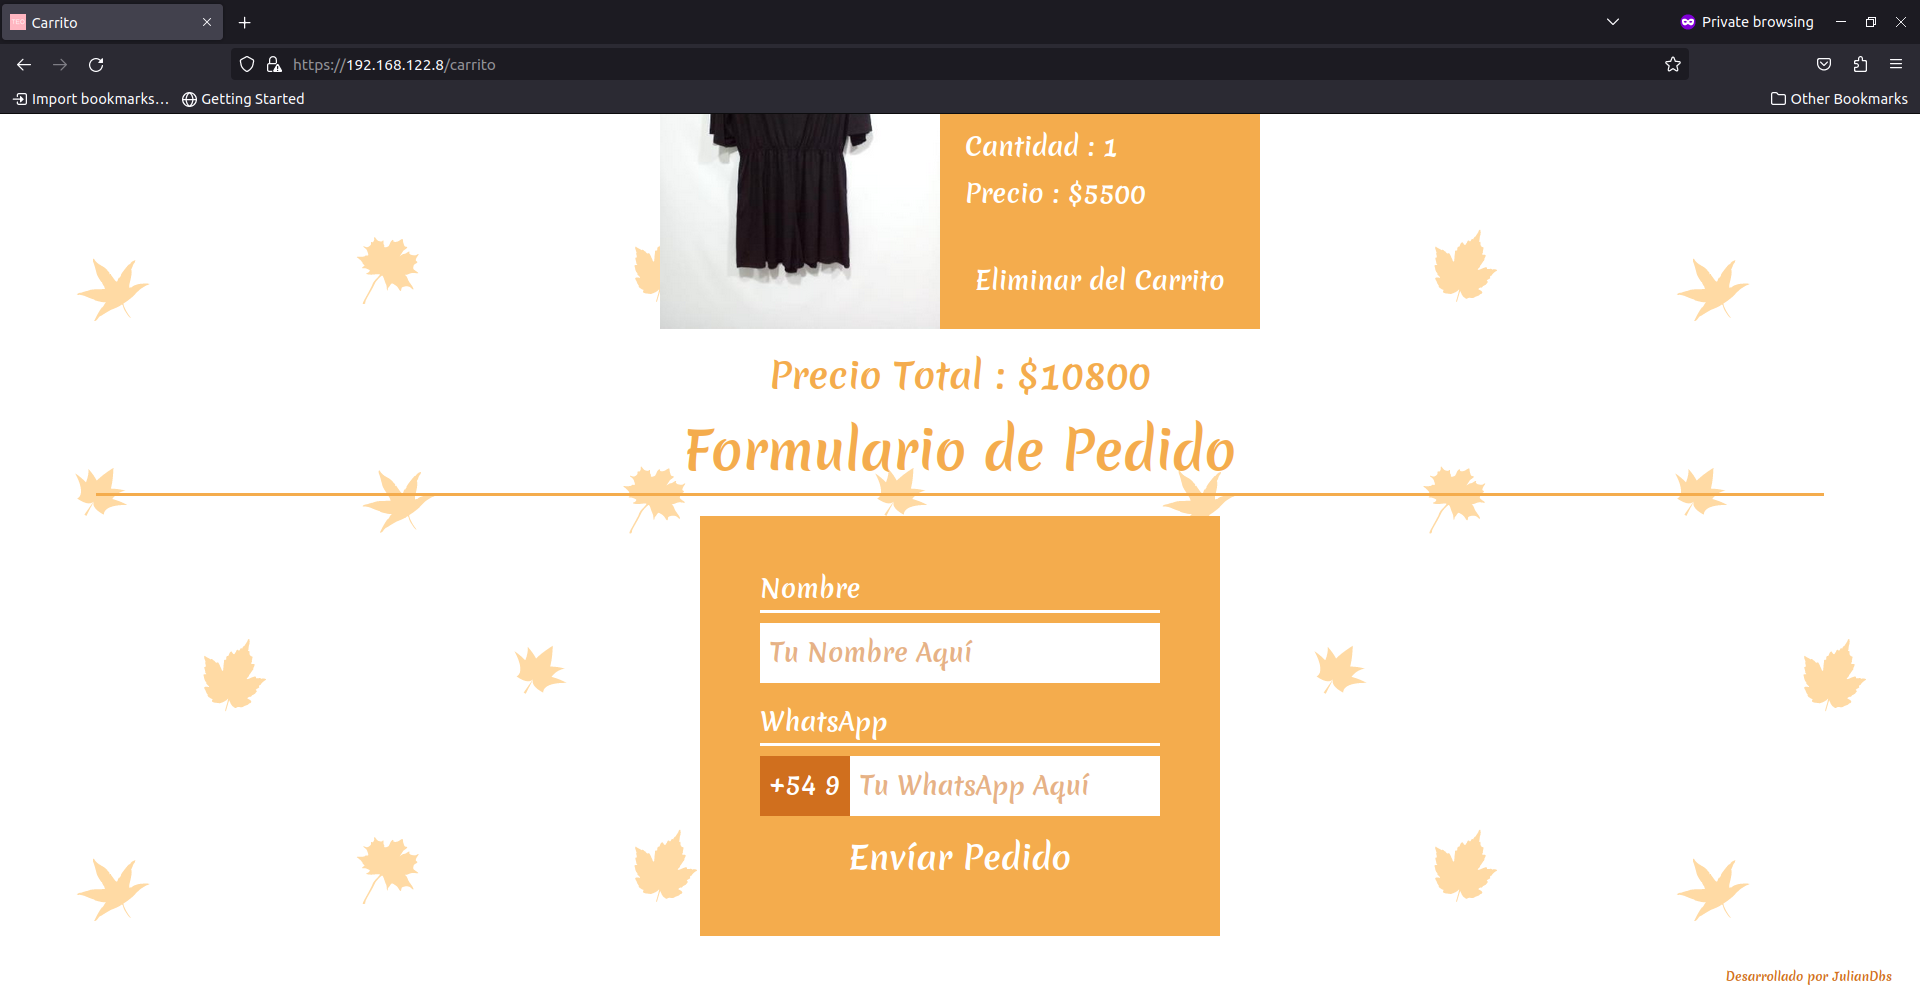 Carrito
Private browsing
https://192.168.122.8/carrito
Import bookmarks...
Getting Started
Other Bookmarks
Cantidad : 1
Precio : $5500
Eliminar del Carrito
Precio Total : $10800
Formulario de Pedido
Nombre
Tu Nombre Aquí
WhatsApp
+54 9 Tu WhatsApp Aquí
Envíar Pedido
Desarrollado por JulianDbs